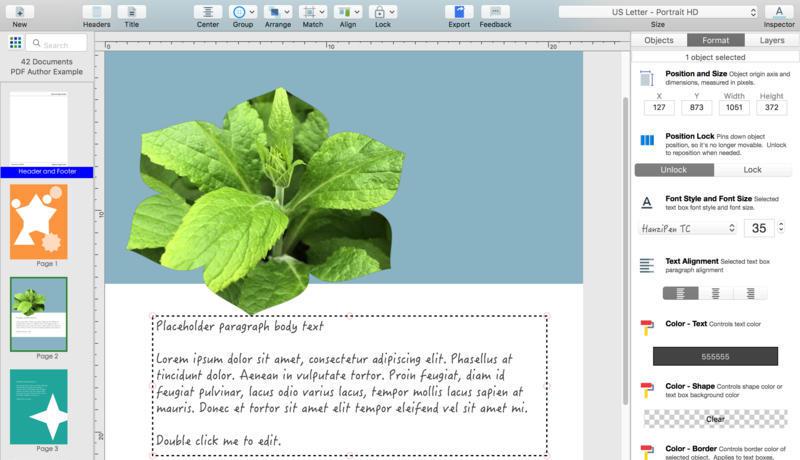 New
Headers
Title
Center
Group
Arrange
Match
Align
Lock
Export
Feedback
US Letter - Portrait HD
Size
Inspector
Search
42 Documents
PDF Author Example
Header and Footer
Page 1
Page 2
Page 3
0
10
20
10
20
Placeholder paragraph body text
Lorem ipsum dolor sit amet, consectetur adipiscing elit. Phasellus at
tincidunt dolor. Aenean in vulputate tortor. Proin feugiat, diam id
feugiat pulvinar, lacus odio varius lacus, tempor mollis lacus sapien at
mauris. Donec et tortor sit amet elit tempor eleifend vel sit amet mi.
Double click me to edit.
Objects
Format
Layers
1 object selected
Position and Size Object origin axis and
dimensions, measured in pixels.
X
Y
Width
Height
127
873
1051
372
Position Lock Pins down object
position, so it's no longer movable. Unlock
to reposition when needed.
Unlock
Lock
Font Style and Font Size Selected
text box font style and font size.
HanziPen TC
35
Text Alignment Selected text box
paragraph alignment
Color - Text Controls text color
555555
Color - Shape Controls shape color or
text box background color
Clear
Color - Border Controls border color of
selected object. Applies to text boxes,